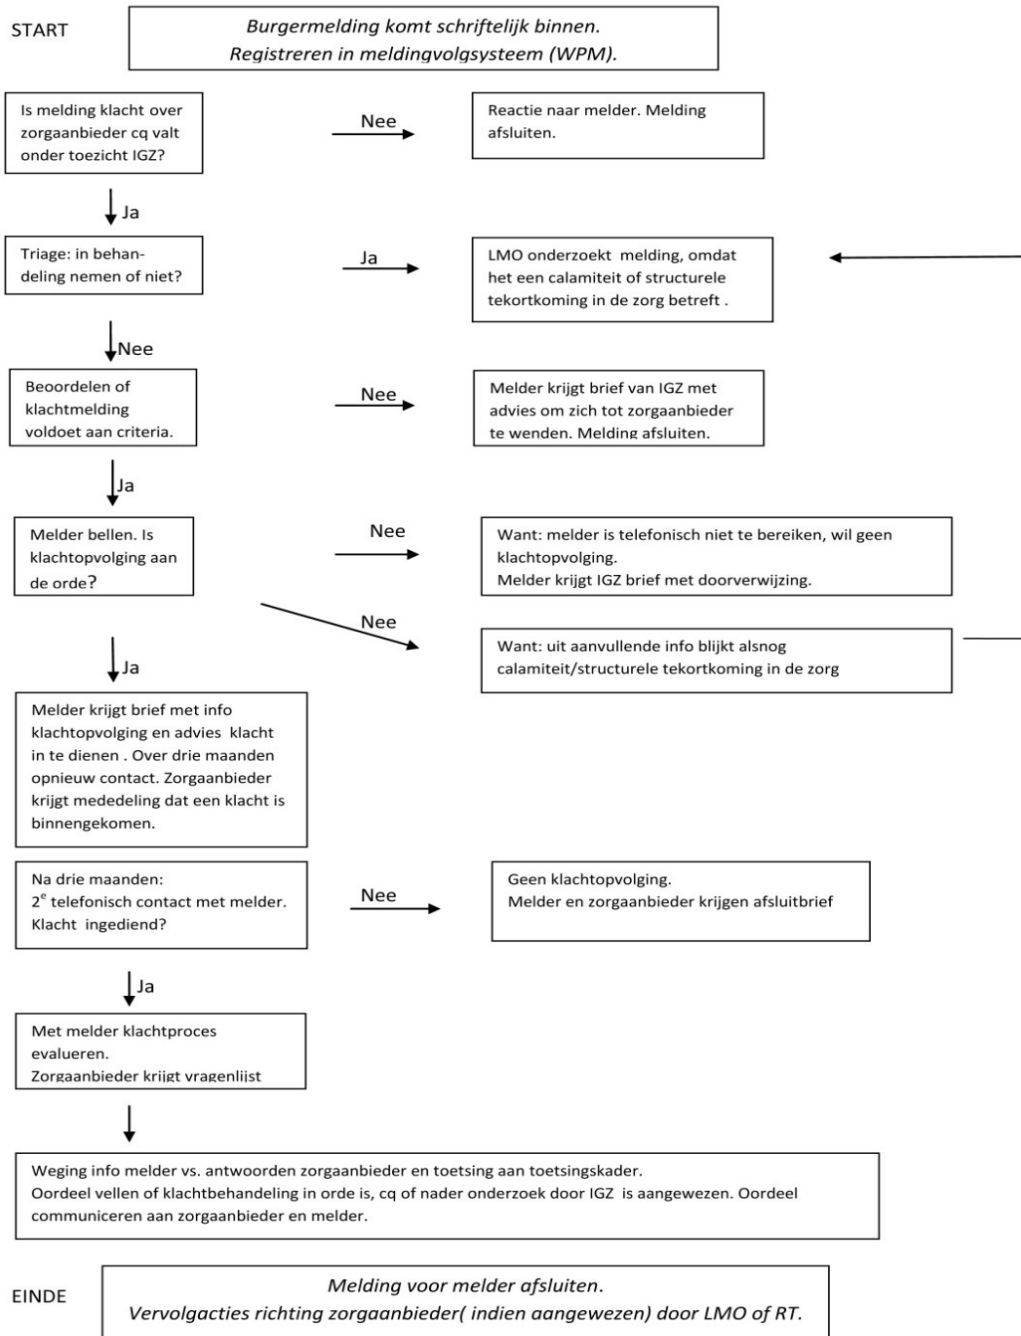 START
Burgermelding komt schriftelijk binnen.
Registreren in meldingvolgsysteem (WPM).
Is melding klacht over
zorgaanbieder cq valt
onder toezicht IGZ?
Nee
Reactie naar melder. Melding
afsluiten.
Ja
Triage: in behan-
deling nemen of niet?
Ja
LMO onderzoekt  melding, omdat
het een calamiteit of structurele
tekortkoming in de zorg betreft .
Nee
Beoordelen of
klachtmelding
voldoet aan criteria.
Nee
Melder krijgt brief van IGZ met
advies om zich tot zorgaanbieder
te wenden. Melding afsluiten.
Ja
Melder bellen. Is
klachtopvolging aan
de orde?
Nee
Want: melder is telefonisch niet te bereiken, wil geen
klachtopvolging.
Melder krijgt IGZ brief met doorverwijzing.
Nee
Want: uit aanvullende info blijkt alsnog
calamiteit/structurele tekortkoming in de zorg
Ja
Melder krijgt brief met info
klachtopvolging en advies  klacht
in te dienen . Over drie maanden
opnieuw contact. Zorgaanbieder
krijgt mededeling dat een klacht is
binnengekomen.
Na drie maanden:
2e telefonisch contact met melder.
Klacht  ingediend?
Nee
Geen klachtopvolging.
Melder en zorgaanbieder krijgen afsluitbrief
Ja
Met melder klachtproces
evalueren.
Zorgaanbieder krijgt vragenlijst
Weging info melder vs. antwoorden zorgaanbieder en toetsing aan toetsingskader.
Oordeel vellen of klachtbehandeling in orde is, cq of nader onderzoek door IGZ  is aangewezen. Oordeel
communiceren aan zorgaanbieder en melder.
EINDE
Melding voor melder afsluiten.
Vervolgacties richting zorgaanbieder( indien aangewezen) door LMO of RT.